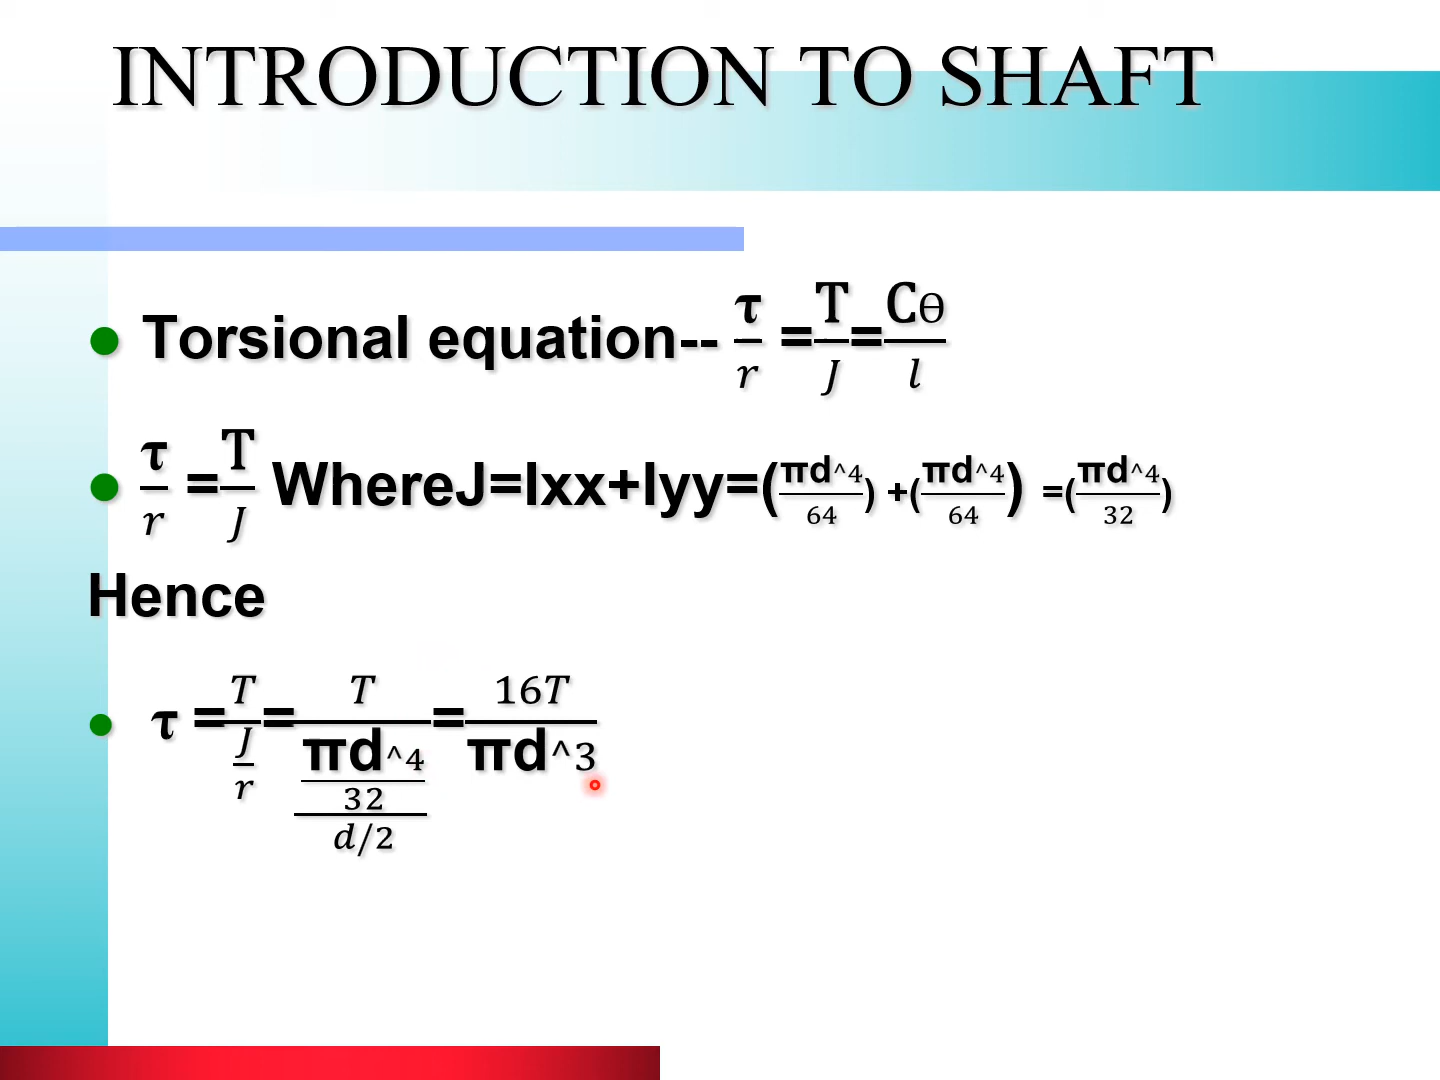 INTRODUCTION TO SHAFT
● Torsional equation-- τ/r =T/J=Cθ/l
● τ/r =T/J WhereJ=Ixx+Iyy=(πd^4/64) +(πd^4/64) =(πd^4/32)
Hence
● τ =T/(J/r)=T/((πd^4/32)/(d/2))=16T/πd^3